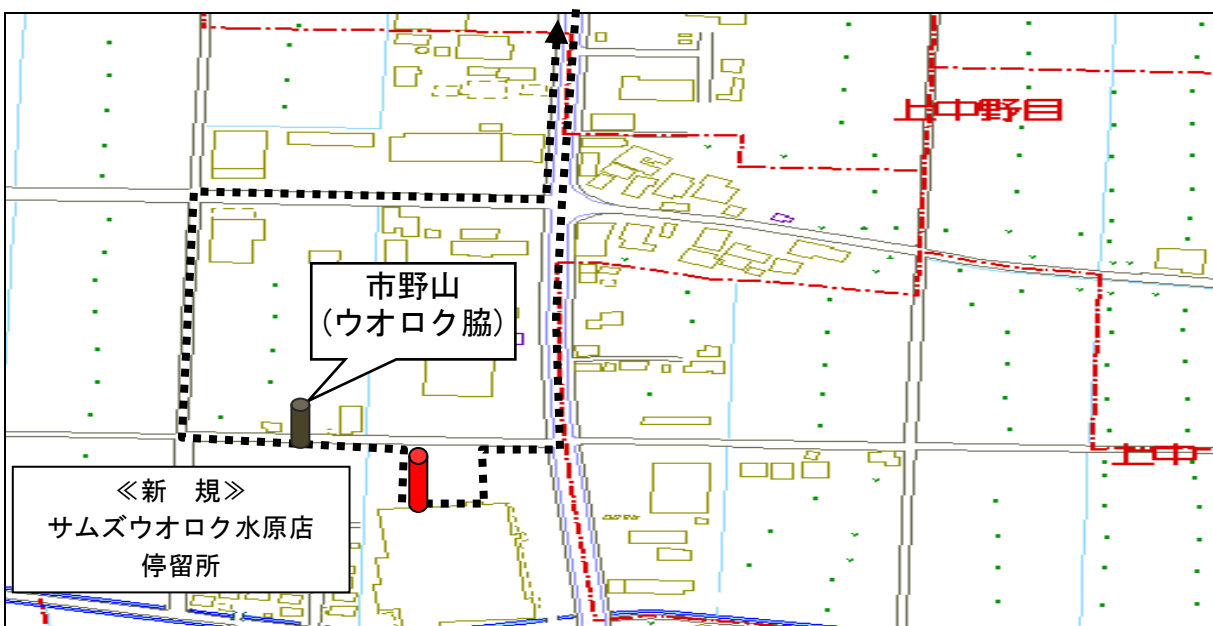 上中野目
市野山
(ウオロク脇)
上中
≪新　規≫
サムズウオロク水原店
停留所